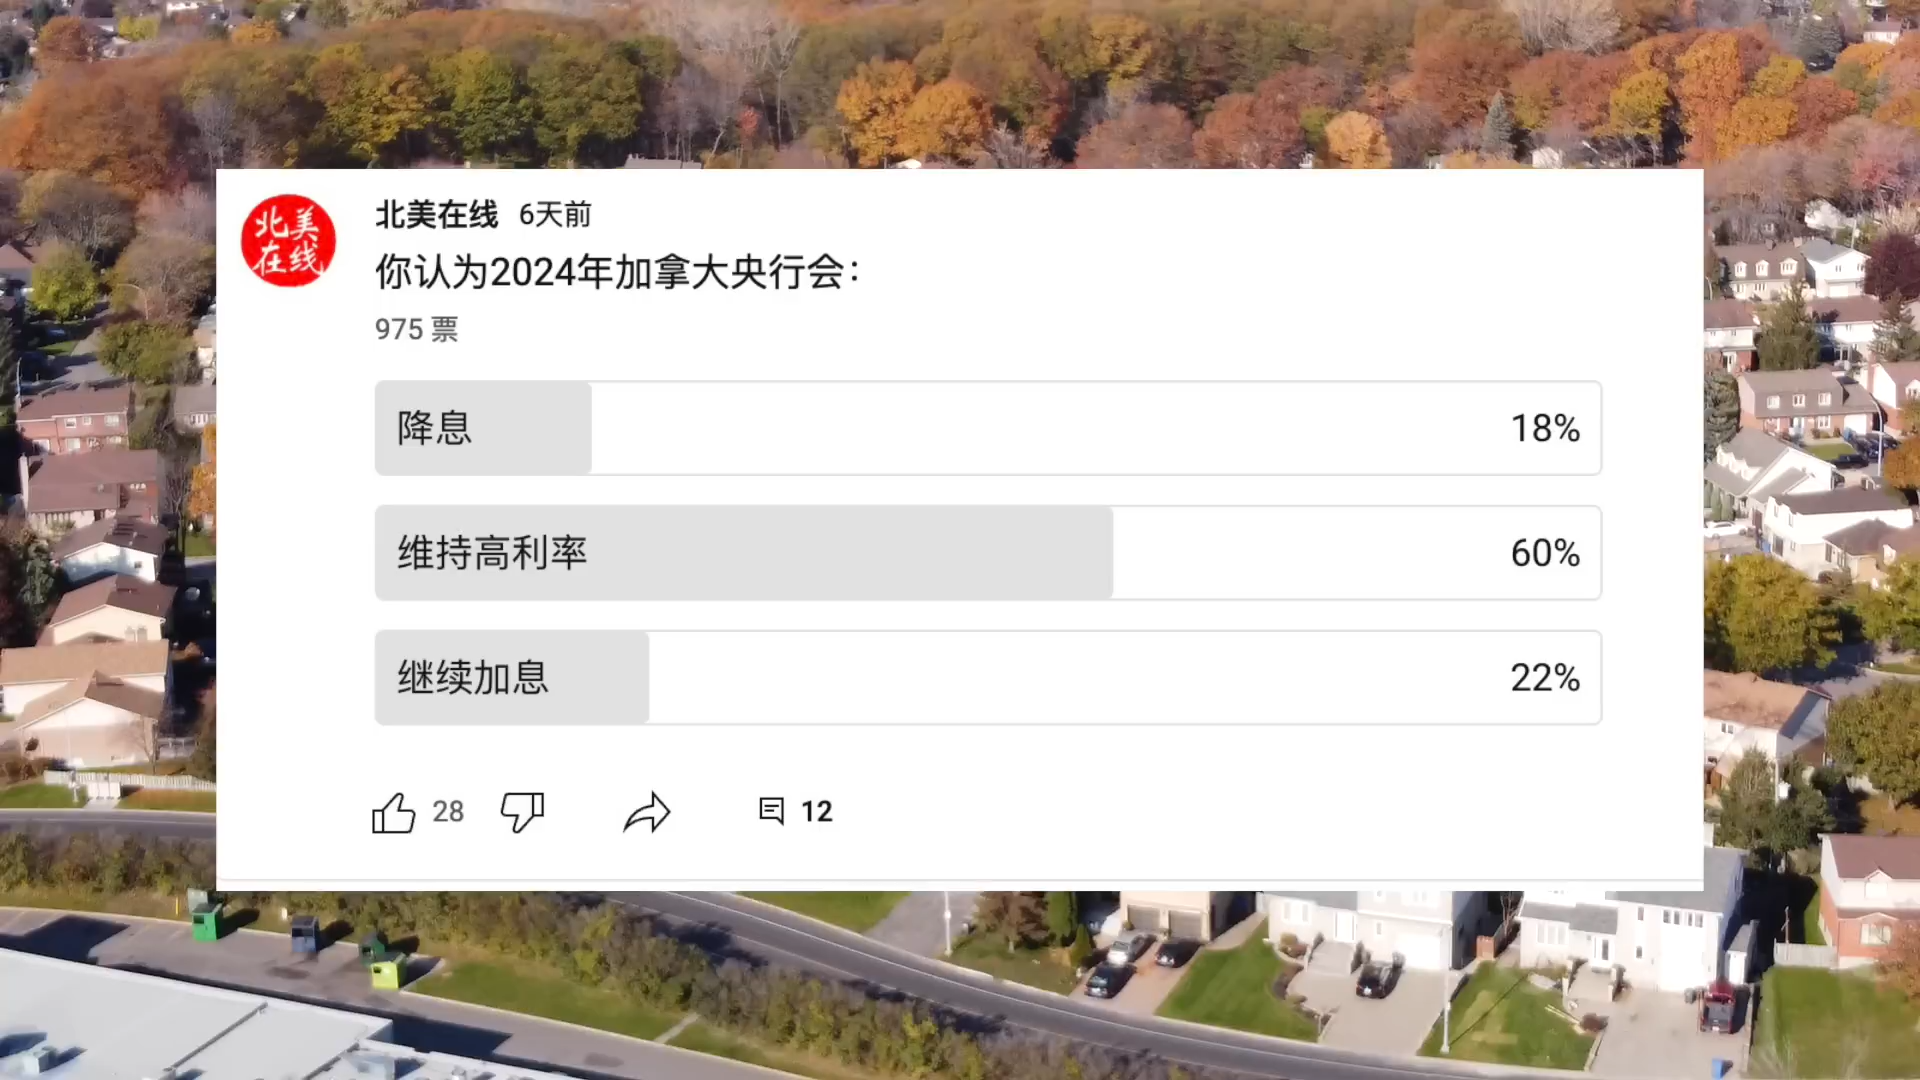 北美
在线
北美在线 6天前
你认为2024年加拿大央行会：
975 票
降息 18%
维持高利率 60%
继续加息 22%
28 12